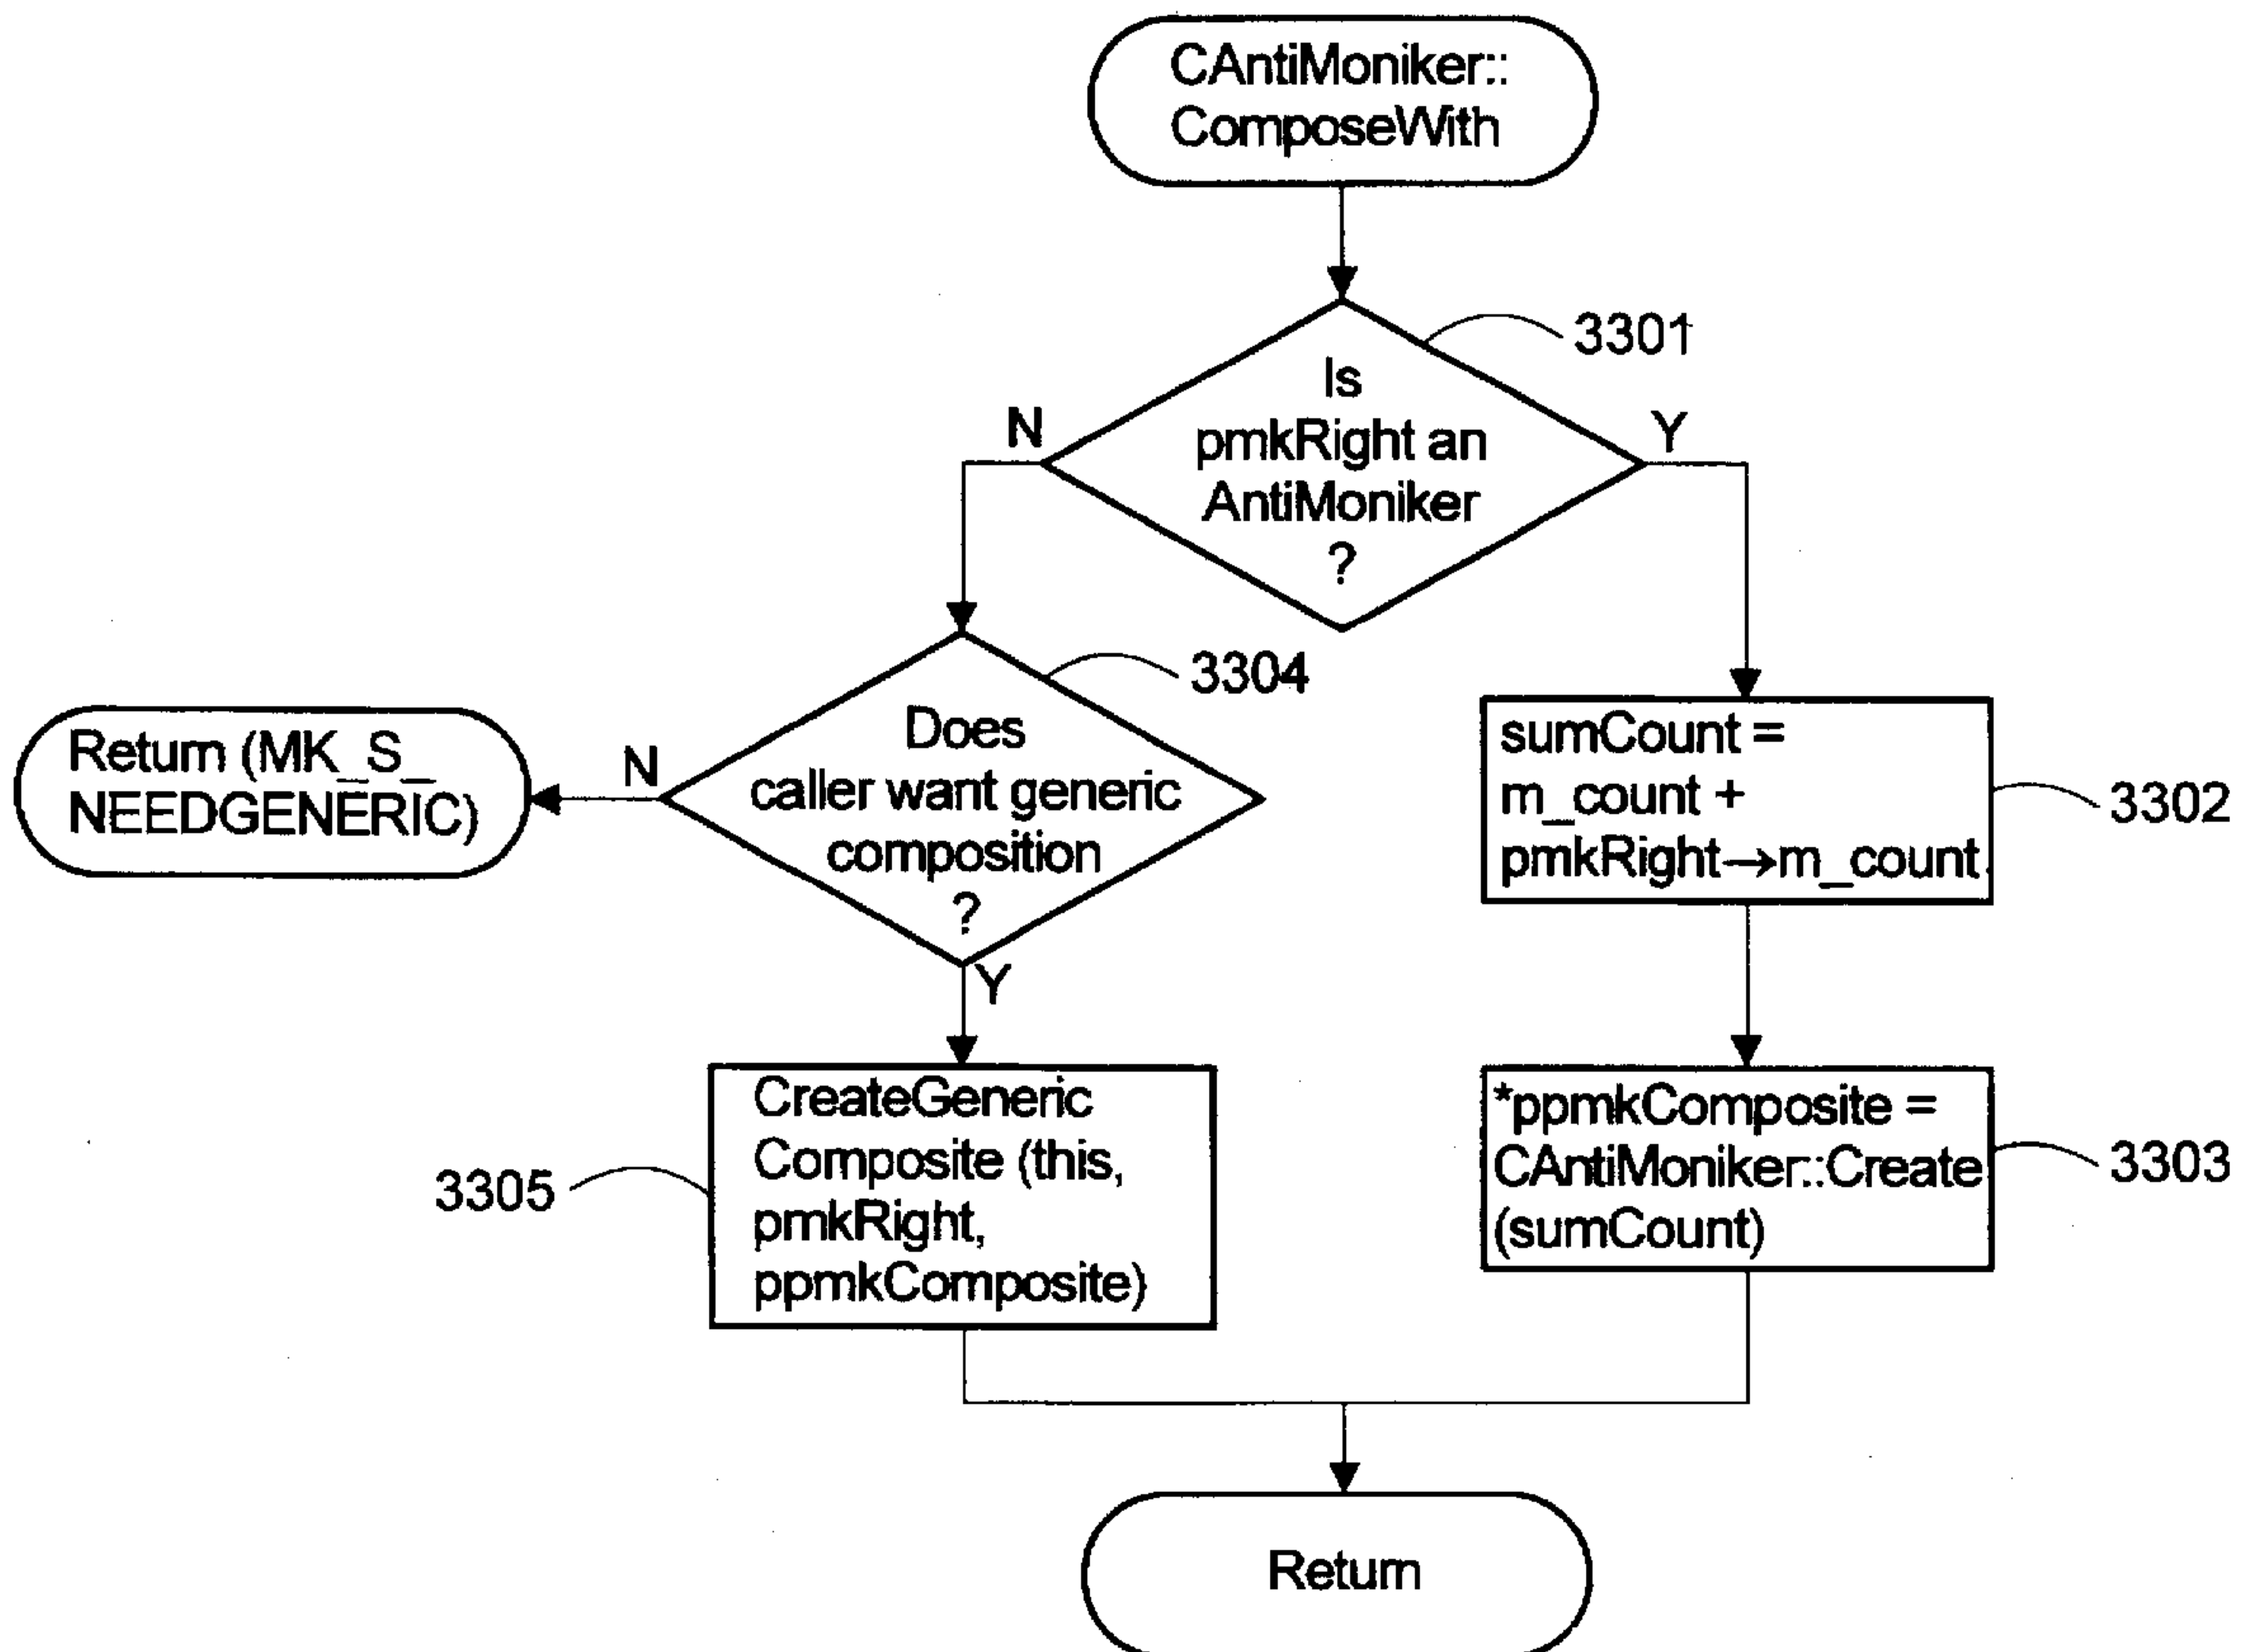 CAntiMoniker::
ComposeWith
3301
Is
pmkRight an
AntiMoniker
?
N
Y
3304
Does
caller want generic
composition
?
N
Y
Return (MK_S_
NEEDGENERIC)
sumCount =
m_count +
pmkRight→m_count
3302
CreateGeneric
Composite (this,
pmkRight,
ppmkComposite)
3305
*ppmkComposite =
CAntiMoniker::Create
(sumCount)
3303
Return